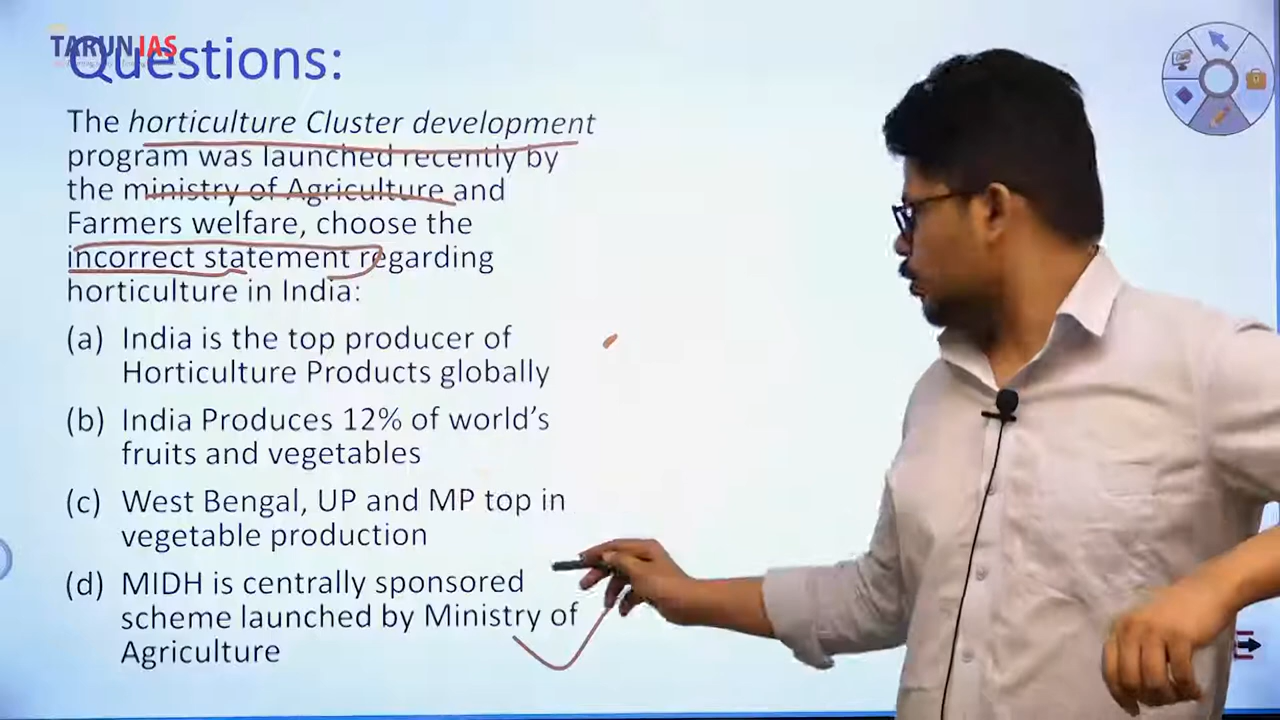 TARUN IAS
Questions:
The horticulture Cluster development
program was launched recently by
the ministry of Agriculture and
Farmers welfare, choose the
incorrect statement regarding
horticulture in India:
(a) India is the top producer of
Horticulture Products globally
(b) India Produces 12% of world's
fruits and vegetables
(c) West Bengal, UP and MP top in
vegetable production
(d) MIDH is centrally sponsored
scheme launched by Ministry of
Agriculture